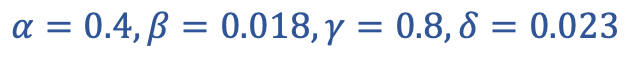 α = 0.4, β = 0.018, γ = 0.8, δ = 0.023